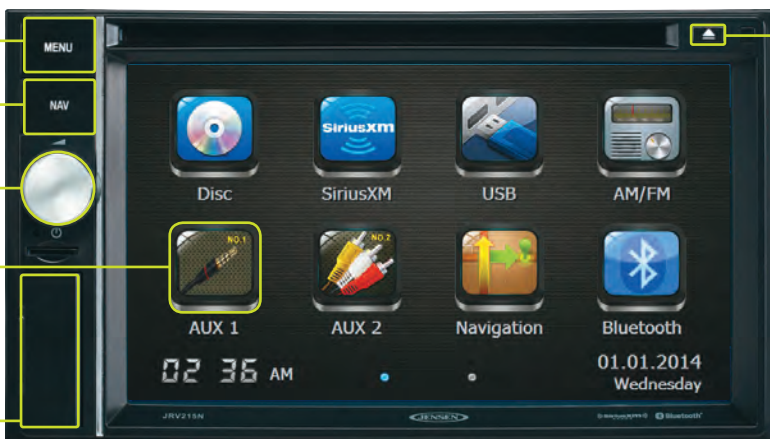 MENU
NAV
SiriusXM
Disc
SiriusXM
USB
AM/FM
NO.1
NO.2
AUX 1
AUX 2
Navigation
Bluetooth
02 36 AM
01.01.2014
Wednesday
JRV215N
JENSEN
Bluetooth